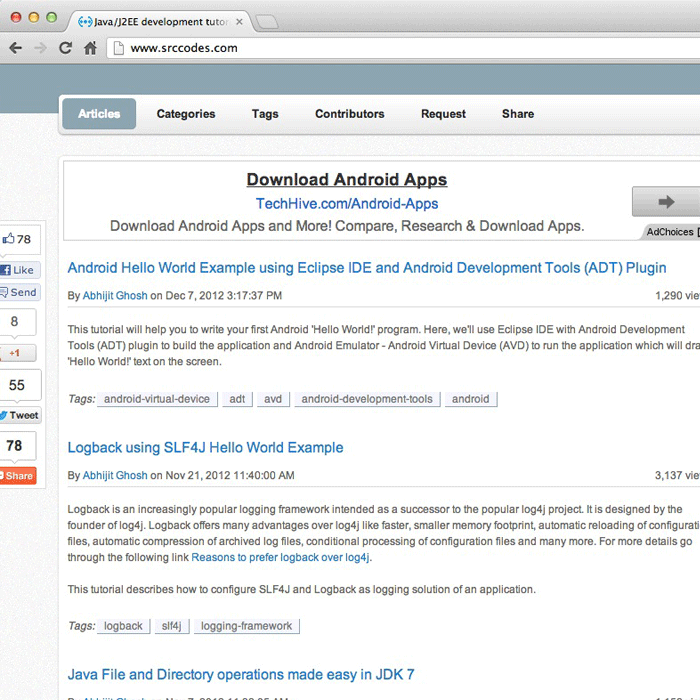 Java/J2EE development tutor
www.srccodes.com
Articles Categories Tags Contributors Request Share
Download Android Apps
TechHive.com/Android-Apps
Download Android Apps and More! Compare, Research & Download Apps.
AdChoices
78
Like
Send
8
+1
55
Tweet
78
Share
Android Hello World Example using Eclipse IDE and Android Development Tools (ADT) Plugin
By Abhijit Ghosh on Dec 7, 2012 3:17:37 PM 1,290 vie
This tutorial will help you to write your first Android 'Hello World!' program. Here, we'll use Eclipse IDE with Android Development
Tools (ADT) plugin to build the application and Android Emulator - Android Virtual Device (AVD) to run the application which will dra
'Hello World!' text on the screen.
Tags: android-virtual-device adt avd android-development-tools android
Logback using SLF4J Hello World Example
By Abhijit Ghosh on Nov 21, 2012 11:40:00 AM 3,137 vie
Logback is an increasingly popular logging framework intended as a successor to the popular log4j project. It is designed by the
founder of log4j. Logback offers many advantages over log4j like faster, smaller memory footprint, automatic reloading of configurati
files, automatic compression of archived log files, conditional processing of configuration files and many more. For more details go
through the following link Reasons to prefer logback over log4j.
This tutorial describes how to configure SLF4J and Logback as logging solution of an application.
Tags: logback slf4j logging-framework
Java File and Directory operations made easy in JDK 7